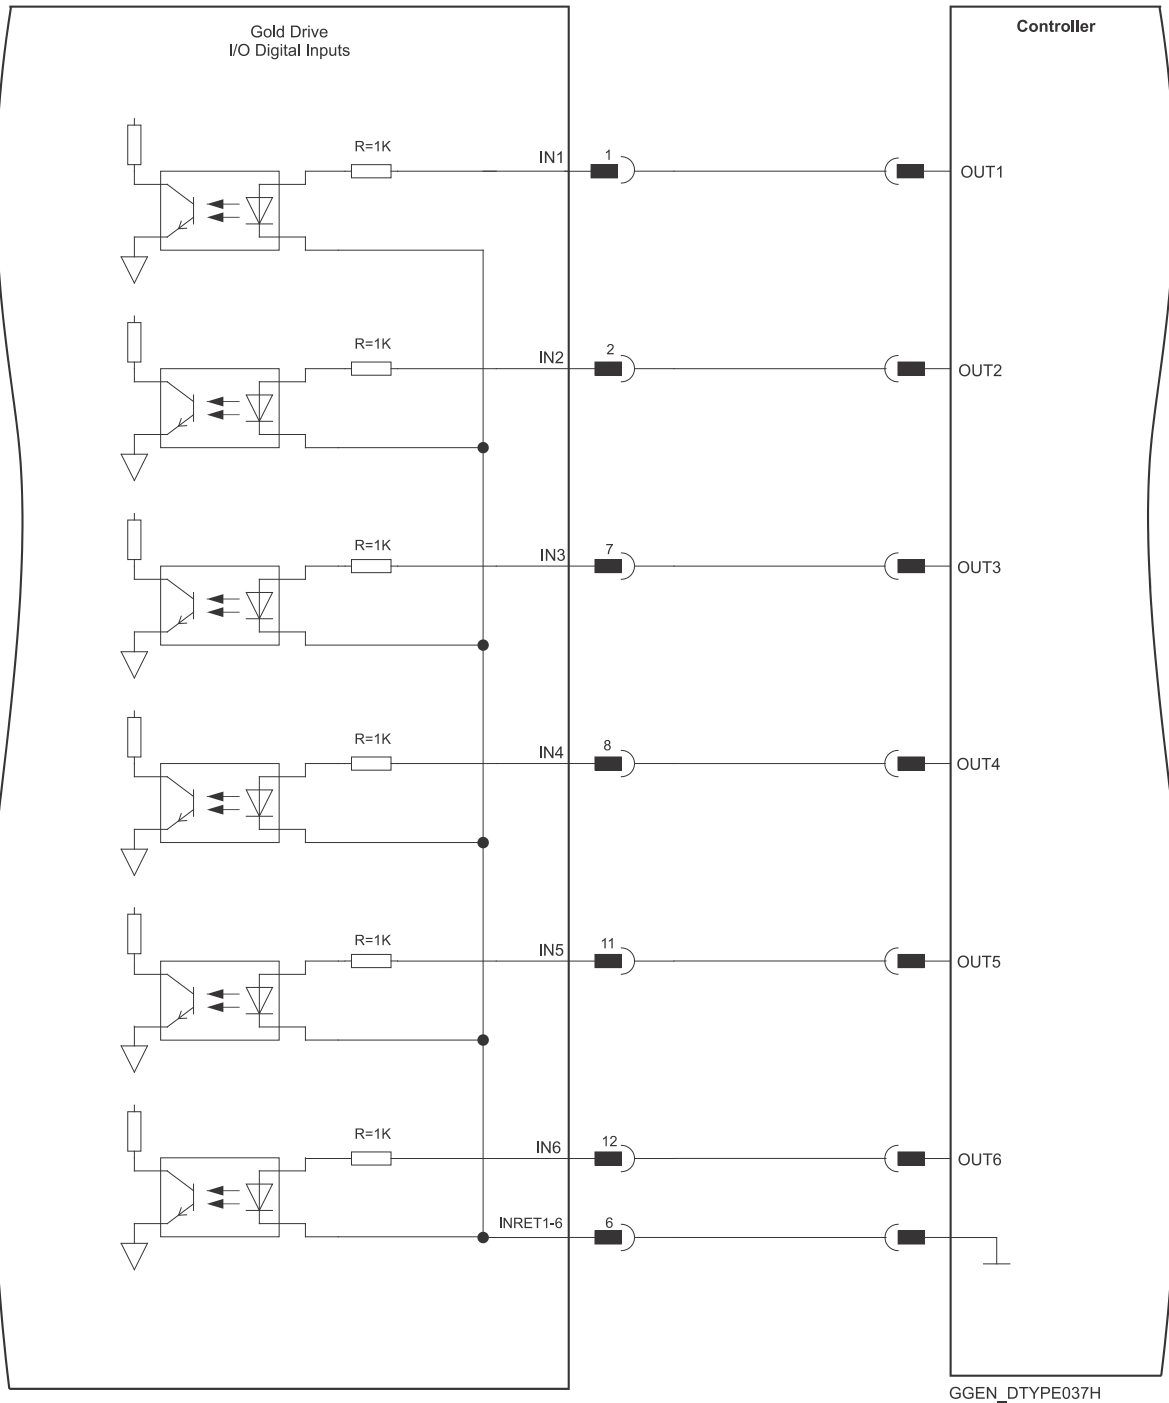 Gold Drive
I/O Digital Inputs
Controller
R=1K
IN1
1
OUT1
R=1K
IN2
2
OUT2
R=1K
IN3
7
OUT3
R=1K
IN4
8
OUT4
R=1K
IN5
11
OUT5
R=1K
IN6
12
OUT6
INRET1-6
6
GGEN_DTYPE037H